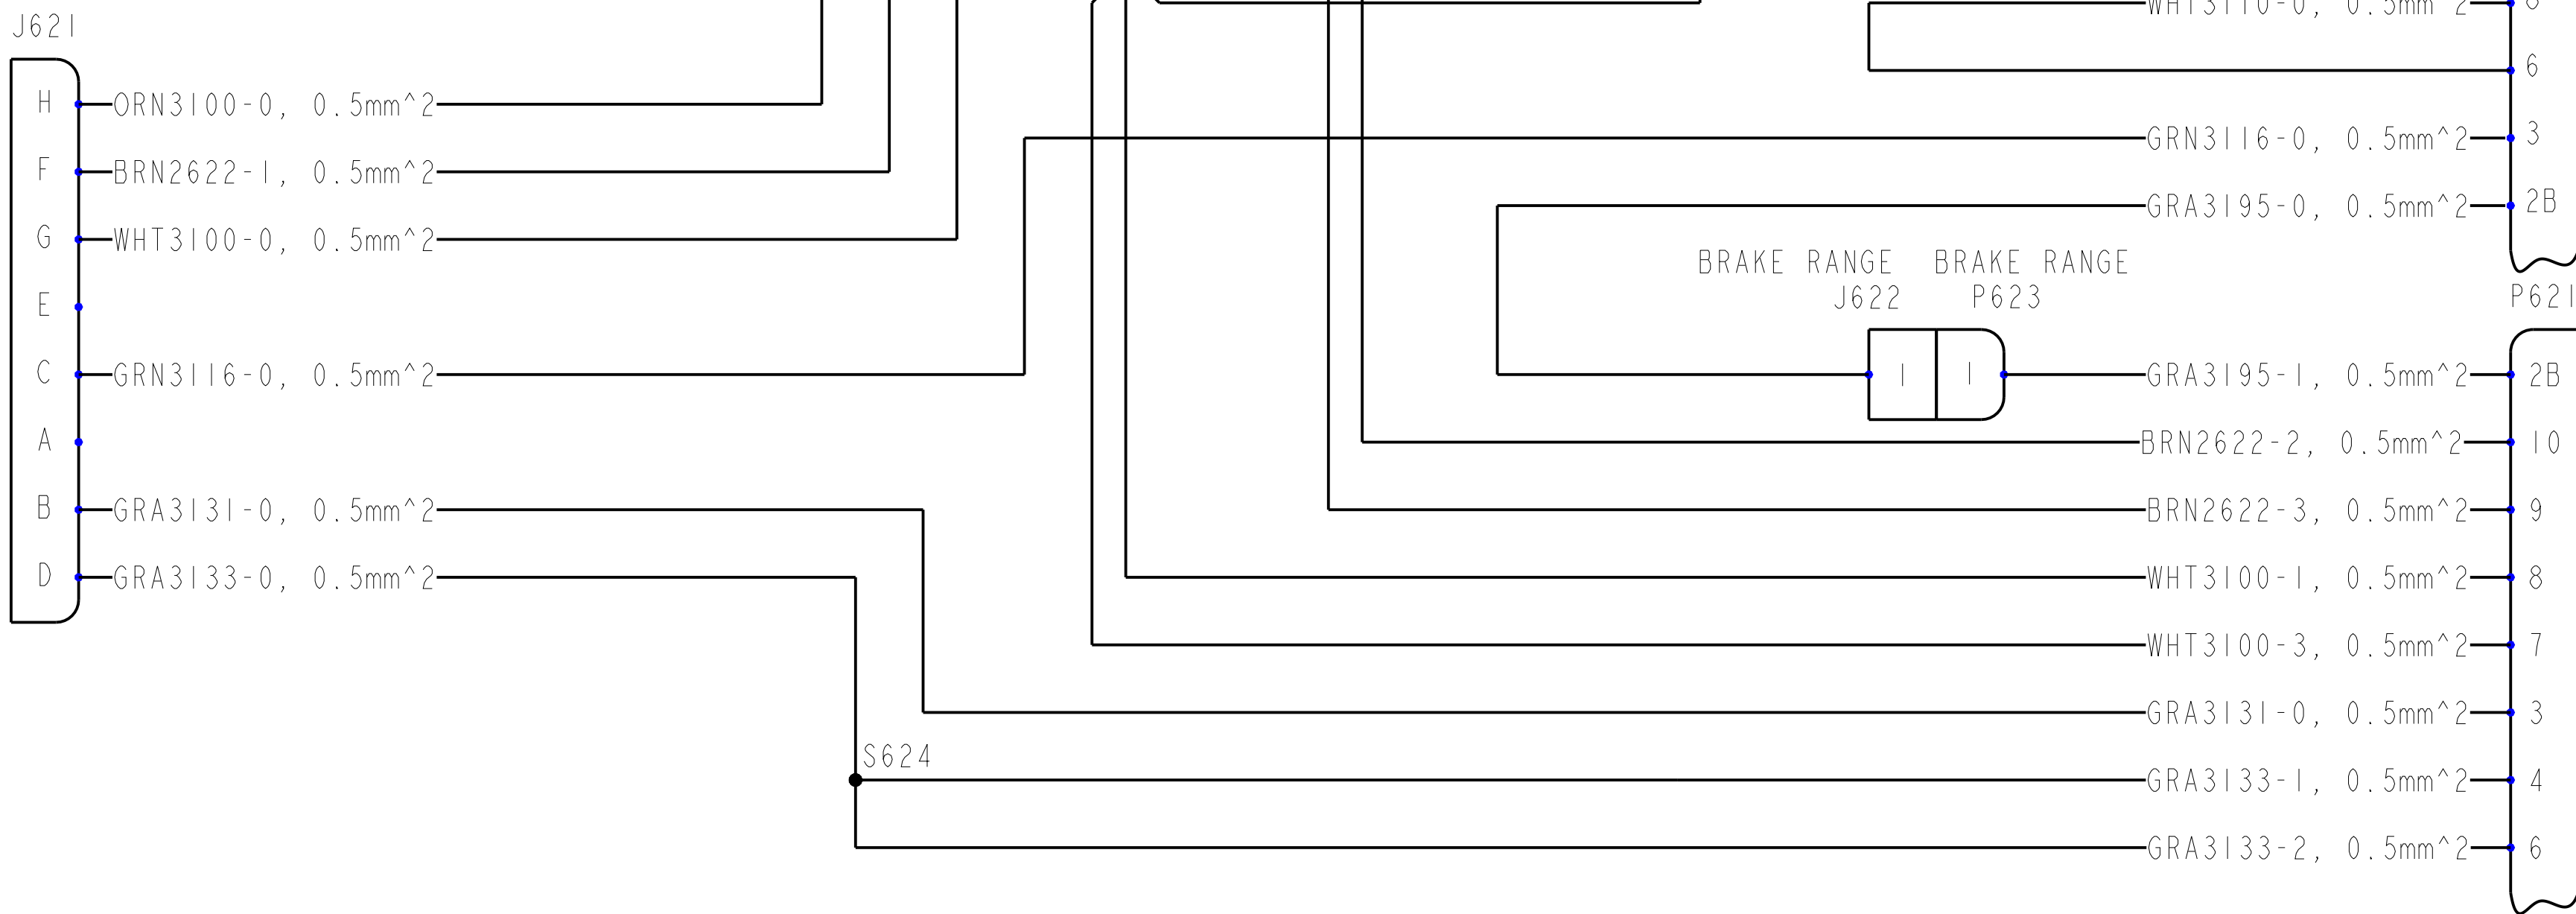 J621
H ORN3100-0, 0.5mm^2
F BRN2622-1, 0.5mm^2
G WHT3100-0, 0.5mm^2
E
C GRN3116-0, 0.5mm^2
A
B GRA3131-0, 0.5mm^2
D GRA3133-0, 0.5mm^2
S624
6
GRN3116-0, 0.5mm^2 3
GRA3195-0, 0.5mm^2 2B
BRAKE RANGE BRAKE RANGE
J622 P623
1 1
P621
GRA3195-1, 0.5mm^2 2B
BRN2622-2, 0.5mm^2 10
BRN2622-3, 0.5mm^2 9
WHT3100-1, 0.5mm^2 8
WHT3100-3, 0.5mm^2 7
GRA3131-0, 0.5mm^2 3
GRA3133-1, 0.5mm^2 4
GRA3133-2, 0.5mm^2 6